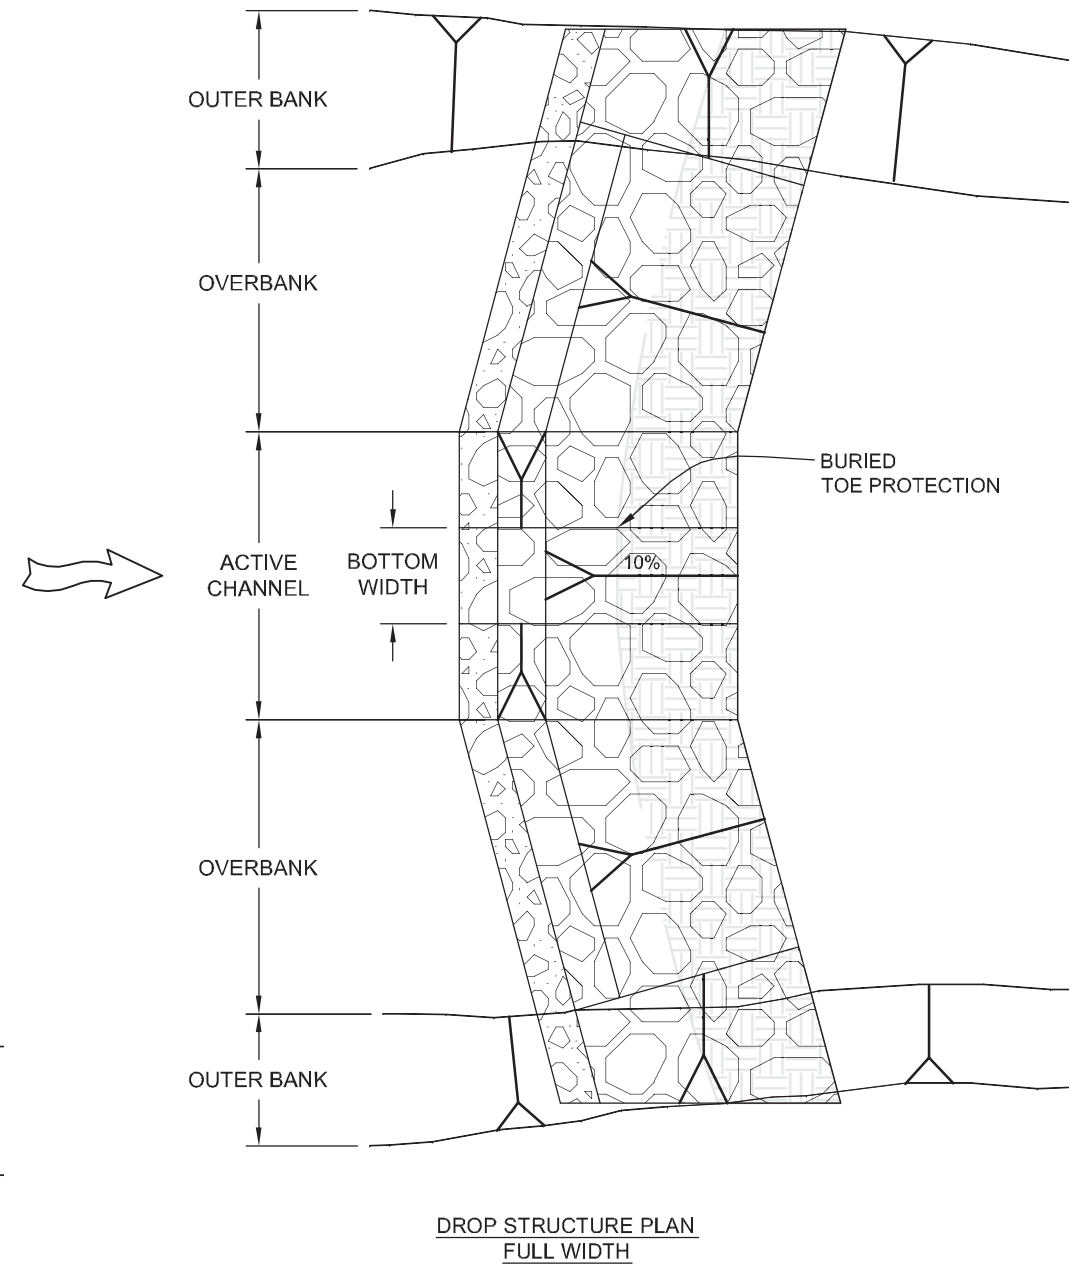 OUTER BANK
OVERBANK
BURIED
TOE PROTECTION
ACTIVE
CHANNEL
BOTTOM
WIDTH
10%
OVERBANK
OUTER BANK
DROP STRUCTURE PLAN
FULL WIDTH